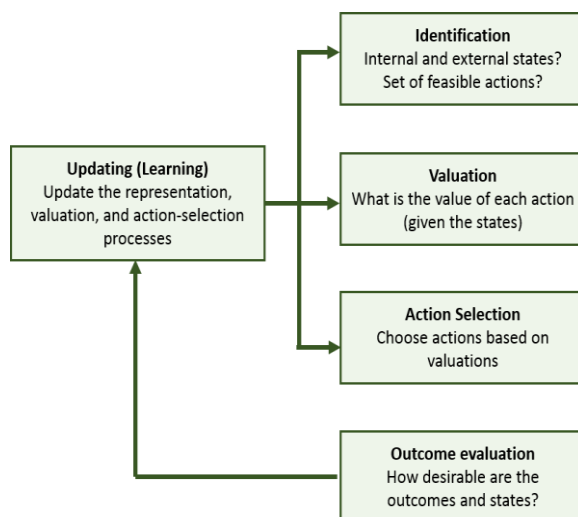 Identification
Internal and external states?
Set of feasible actions?
Updating (Learning)
Update the representation,
valuation, and action-selection
processes
Valuation
What is the value of each action
(given the states)
Action Selection
Choose actions based on
valuations
Outcome evaluation
How desirable are the
outcomes and states?